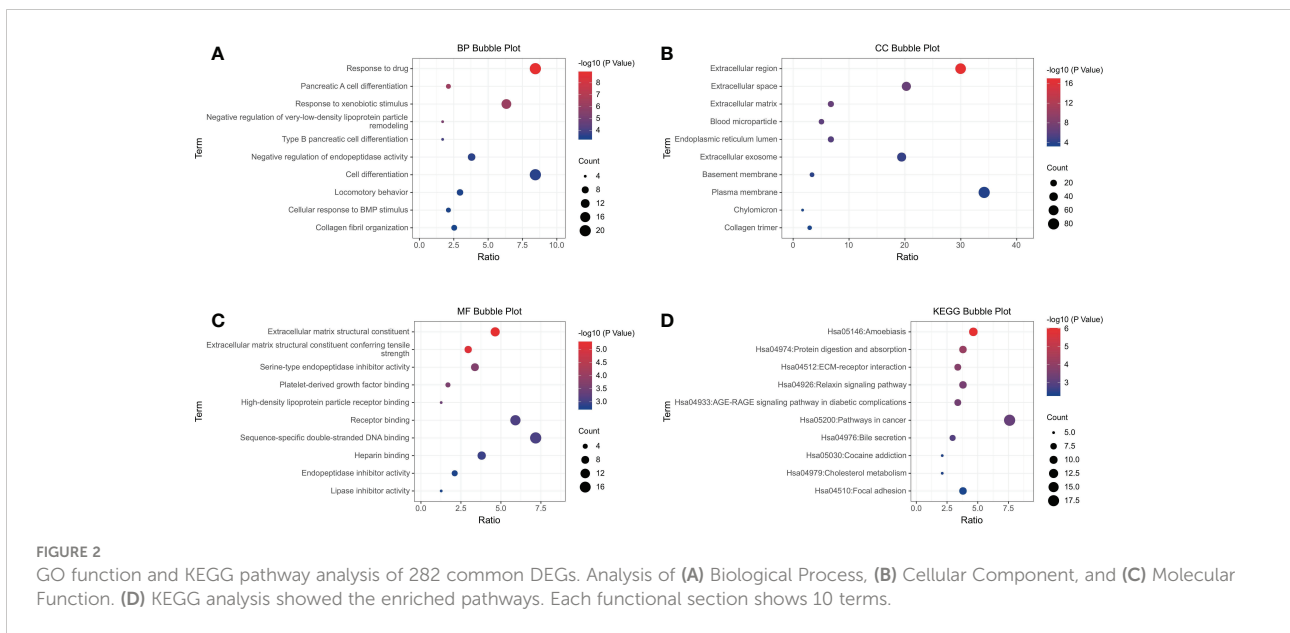 A
BP Bubble Plot
Term
Response to drug
Pancreatic A cell differentiation
Response to xenobiotic stimulus
Negative regulation of very-low-density lipoprotein particle
remodeling
Type B pancreatic cell differentiation
Negative regulation of endopeptidase activity
Cell differentiation
Locomotory behavior
Cellular response to BMP stimulus
Collagen fibril organization
0.0 2.5 5.0 7.5 10.0
Ratio
-log10 (P Value)
8
7
6
5
4
Count
4
8
12
16
20
B
CC Bubble Plot
Term
Extracellular region
Extracellular space
Extracellular matrix
Blood microparticle
Endoplasmic reticulum lumen
Extracellular exosome
Basement membrane
Plasma membrane
Chylomicron
Collagen trimer
0 10 20 30 40
Ratio
-log10 (P Value)
16
12
8
4
Count
20
40
60
80
C
MF Bubble Plot
Term
Extracellular matrix structural constituent
Extracellular matrix structural constituent conferring tensile
strength
Serine-type endopeptidase inhibitor activity
Platelet-derived growth factor binding
High-density lipoprotein particle receptor binding
Receptor binding
Sequence-specific double-stranded DNA binding
Heparin binding
Endopeptidase inhibitor activity
Lipase inhibitor activity
0.0 2.5 5.0 7.5
Ratio
-log10 (P Value)
5.0
4.5
4.0
3.5
3.0
Count
4
8
12
16
D
KEGG Bubble Plot
Term
Hsa05146:Amoebiasis
Hsa04974:Protein digestion and absorption
Hsa04512:ECM-receptor interaction
Hsa04926:Relaxin signaling pathway
Hsa04933:AGE-RAGE signaling pathway in diabetic complications
Hsa05200:Pathways in cancer
Hsa04976:Bile secretion
Hsa05030:Cocaine addiction
Hsa04979:Cholesterol metabolism
Hsa04510:Focal adhesion
0.0 2.5 5.0 7.5
Ratio
-log10 (P Value)
6
5
4
3
Count
5.0
7.5
10.0
12.5
15.0
17.5
FIGURE 2
GO function and KEGG pathway analysis of 282 common DEGs. Analysis of (A) Biological Process, (B) Cellular Component, and (C) Molecular
Function. (D) KEGG analysis showed the enriched pathways. Each functional section shows 10 terms.